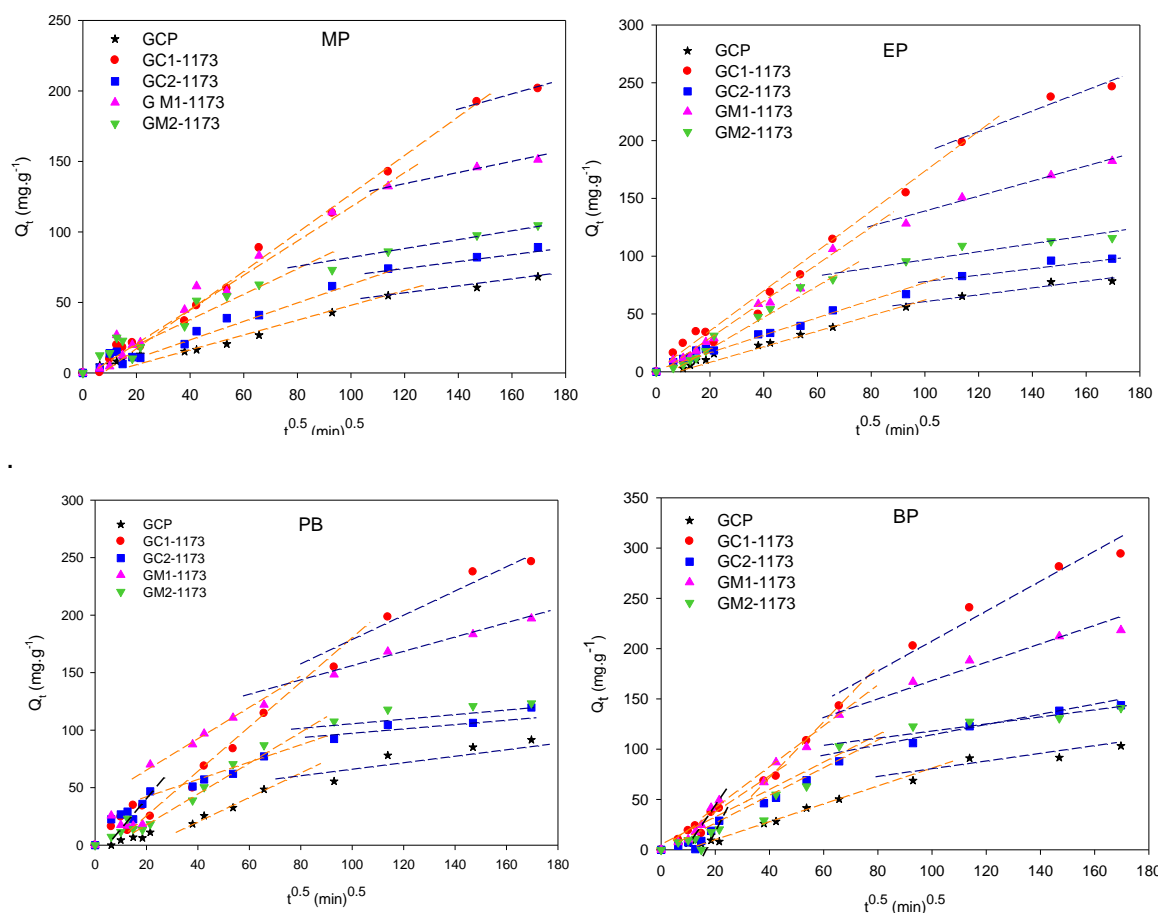 MP
GCP
GC1-1173
GC2-1173
G M1-1173
GM2-1173
250
200
150
100
50
0
Qt (mg.g-1)
0 20 40 60 80 100 120 140 160 180
t0.5 (min)0.5
EP
GCP
GC1-1173
GC2-1173
GM1-1173
GM2-1173
300
250
200
150
100
50
0
Qt (mg.g-1)
0 20 40 60 80 100 120 140 160 180
t0.5 (min)0.5
.
PB
GCP
GC1-1173
GC2-1173
GM1-1173
GM2-1173
300
250
200
150
100
50
0
Qt (mg.g-1)
0 20 40 60 80 100 120 140 160 180
t0.5 (min)0.5
BP
GCP
GC1-1173
GC2-1173
GM1-1173
GM2-1173
350
300
250
200
150
100
50
0
Qt (mg.g-1)
0 20 40 60 80 100 120 140 160 180
t0.5 (min)0.5